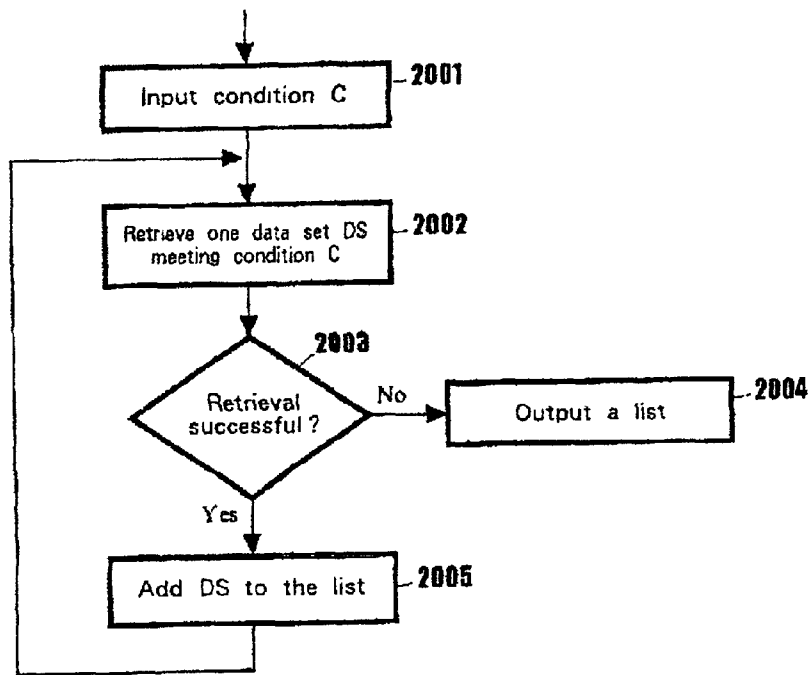 Input condition C
2001
Retrieve one data set DS
meeting condition C
2002
2003
Retrieval
successful?
No
Output a list
2004
Yes
Add DS to the list
2005